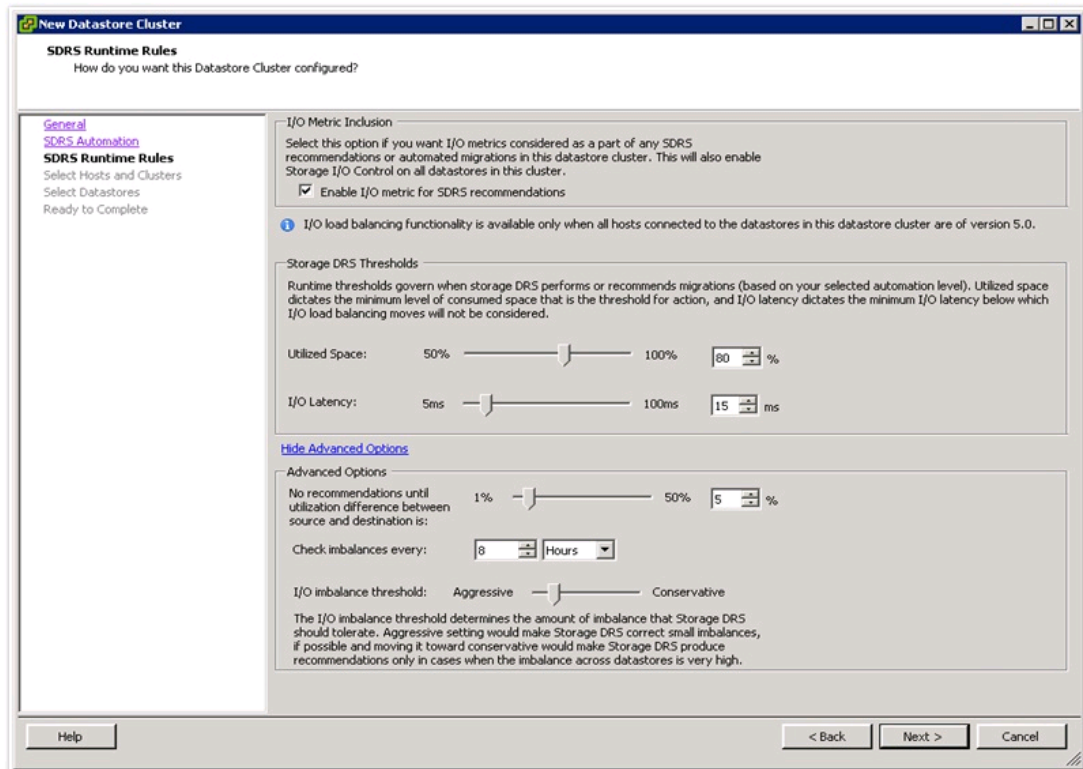 New Datastore Cluster
SDRS Runtime Rules
How do you want this Datastore Cluster configured?
General
SDRS Automation
SDRS Runtime Rules
Select Hosts and Clusters
Select Datastores
Ready to Complete
I/O Metric Inclusion
Select this option if you want I/O metrics considered as a part of any SDRS
recommendations or automated migrations in this datastore cluster. This will also enable
Storage I/O Control on all datastores in this cluster.
Enable I/O metric for SDRS recommendations
I/O load balancing functionality is available only when all hosts connected to the datastores in this datastore cluster are of version 5.0.
Storage DRS Thresholds
Runtime thresholds govern when storage DRS performs or recommends migrations (based on your selected automation level). Utilized space
dictates the minimum level of consumed space that is the threshold for action, and I/O latency dictates the minimum I/O latency below which
I/O load balancing moves will not be considered.
Utilized Space: 50% 100% 80 %
I/O Latency: 5ms 100ms 15 ms
Hide Advanced Options
Advanced Options
No recommendations until
utilization difference between
source and destination is:
1% 50% 5 %
Check imbalances every: 8 Hours
I/O imbalance threshold: Aggressive Conservative
The I/O imbalance threshold determines the amount of imbalance that Storage DRS
should tolerate. Aggressive setting would make Storage DRS correct small imbalances,
if possible and moving it toward conservative would make Storage DRS produce
recommendations only in cases when the imbalance across datastores is very high.
Help < Back Next > Cancel